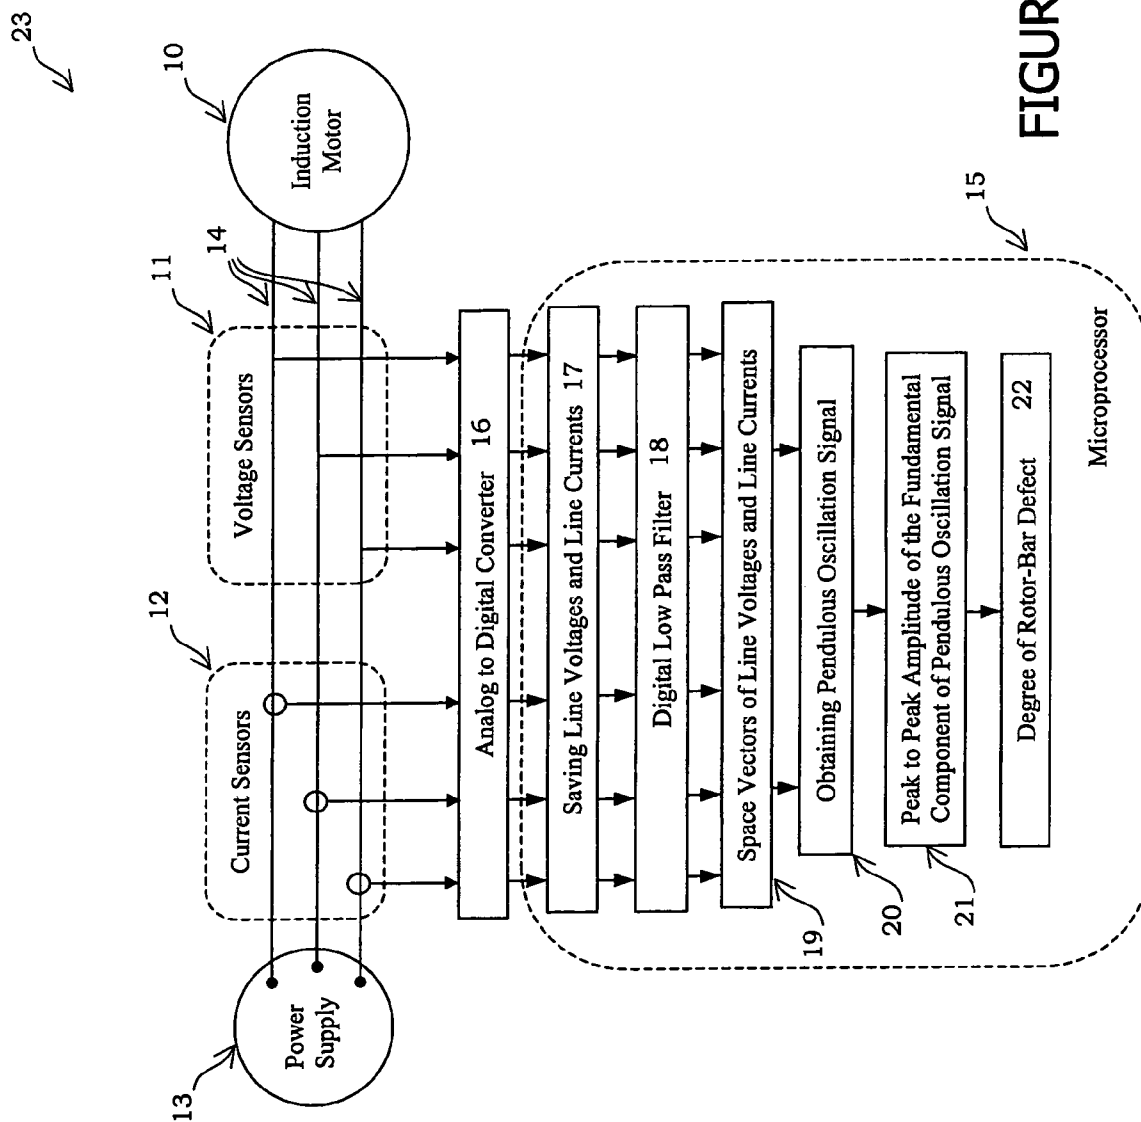 23
13
Power
Supply
12
Current Sensors
11
Voltage Sensors
14
10
Induction
Motor
Analog to Digital Converter 16
Saving Line Voltages and Line Currents 17
Digital Low Pass Filter 18
Space Vectors of Line Voltages and Line Currents
19
Obtaining Pendulous Oscillation Signal
20
Peak to Peak Amplitude of the Fundamental
Component of Pendulous Oscillation Signal
21
Degree of Rotor-Bar Defect 22
Microprocessor
15
FIGUR